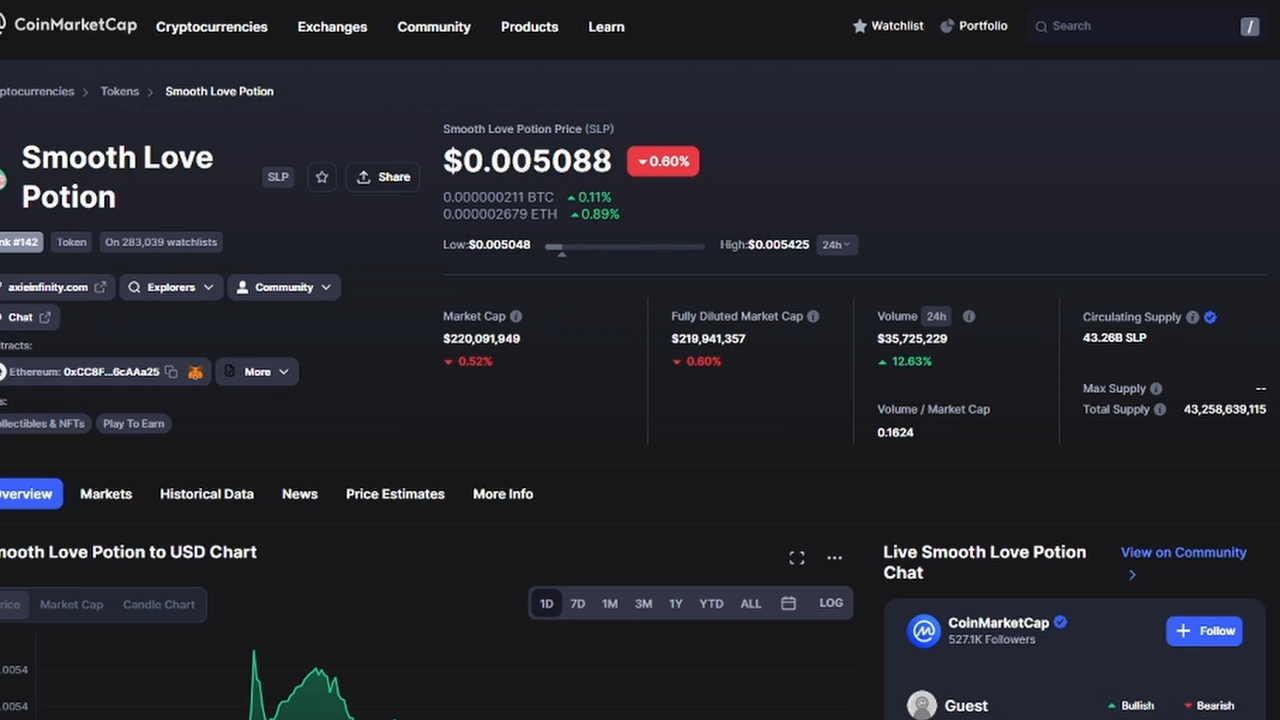 CoinMarketCap Cryptocurrencies Exchanges Community Products Learn Watchlist Portfolio Search /
Tokens Smooth Love Potion
Smooth Love Potion Price (SLP)
Smooth Love
Potion
SLP
Share
$0.005088 0.60%
0.000000211 BTC 0.11%
0.000002679 ETH 0.89%
#142 Token On 283,039 watchlists
Low:$0.005048 High:$0.005425 24h
axieinfinity.com Explorers Community
Chat
Ethereum: 0xCC8F...6cAAa25 More
& NFTs Play To Earn
Market Cap
$220,091,949
0.52%
Fully Diluted Market Cap
$219,941,357
0.60%
Volume 24h
$35,725,229
12.63%
Volume / Market Cap
0.1624
Circulating Supply
43.26B SLP
Max Supply --
Total Supply 43,258,639,115
Markets Historical Data News Price Estimates More Info
Love Potion to USD Chart
Market Cap Candle Chart
1D 7D 1M 3M 1Y YTD ALL LOG
.0054
.0054
Live Smooth Love Potion
Chat
View on Community
CoinMarketCap
527.1K Followers
+ Follow
Guest Bullish Bearish